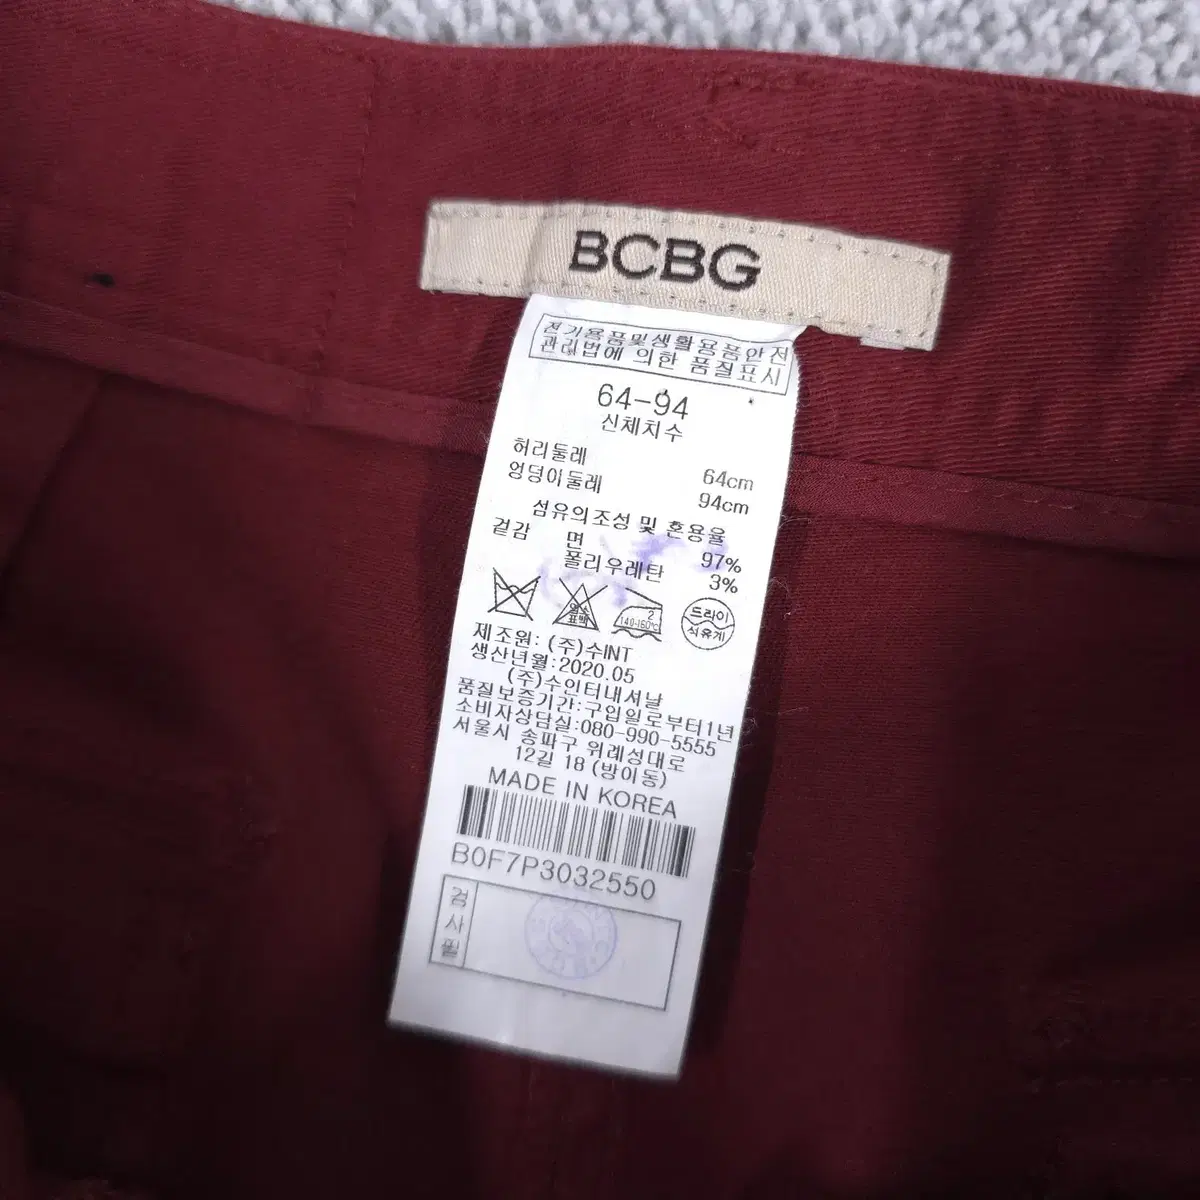 BCBG
전기용품및생활용품안전
관리법에 의한 품질표시
64-94
신체치수
허리둘레 64cm
엉덩이둘레 94cm
섬유의조성 및 혼용율
겉감 면 97%
폴리우레탄 3%
염소
표백
2
140-160℃
드라이
석유계
제조원: (주)수INT
생산년월:2020.05
(주)수인터내셔날
품질보증기간:구입일로부터1년
소비자상담실:080-990-5555
서울시 송파구 위례성대로
12길 18 (방이동)
MADE IN KOREA
B0F7P3032550
검사필